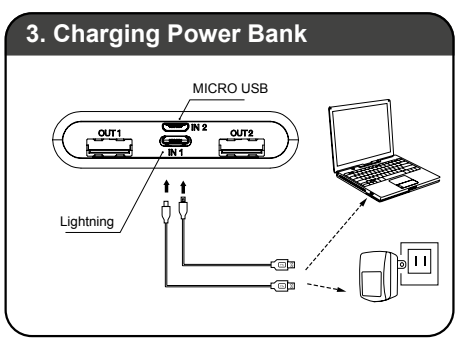 3. Charging Power Bank
MICRO USB
OUT1
IN 2
OUT2
IN 1
Lightning